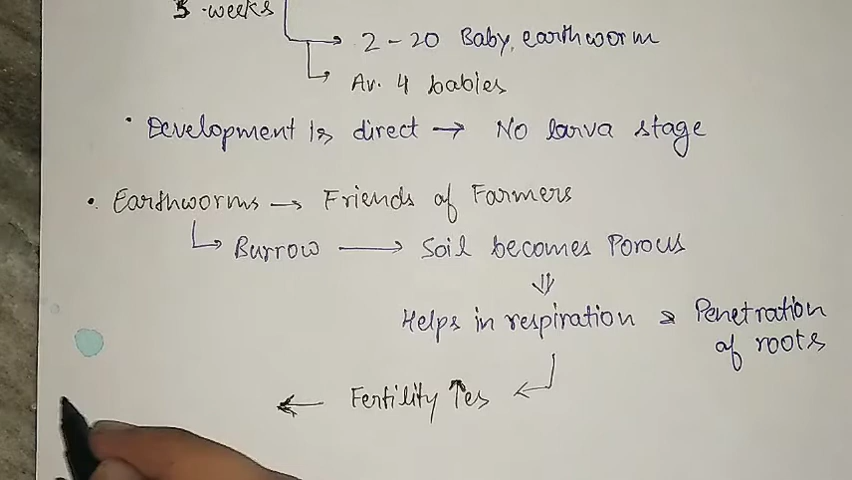 3 -weeks
2 - 20 Baby, earthworm
Av. 4 babies
• Development is direct → No larva stage
• Earthworms → Friends of Farmers
Burrow → Soil becomes Porous
⇓
Helps in respiration & Penetration
of roots
← Fertility ↑es ←